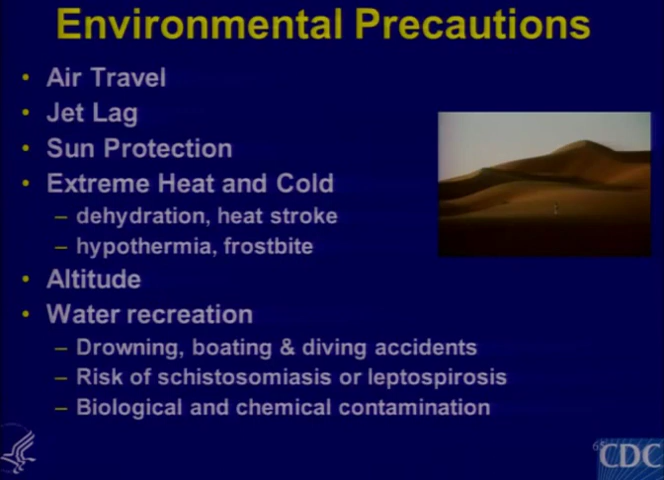 Environmental Precautions
• Air Travel
• Jet Lag
• Sun Protection
• Extreme Heat and Cold
– dehydration, heat stroke
– hypothermia, frostbite
• Altitude
• Water recreation
– Drowning, boating & diving accidents
– Risk of schistosomiasis or leptospirosis
– Biological and chemical contamination
CDC